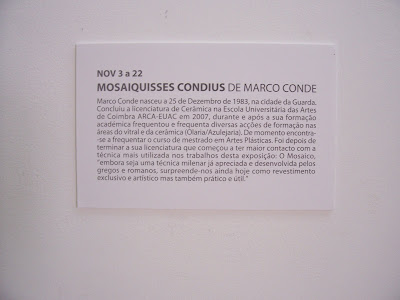 NOV 3 a 22
MOSAIQUISSES CONDIUS DE MARCO CONDE
Marco Conde nasceu a 25 de Dezembro de 1983, na cidade da Guarda.
Concluiu a licenciatura de Cerâmica na Escola Universitária das Artes
de Coimbra ARCA-EUAC em 2007, durante e após a sua formação
académica frequentou e frequenta diversas acções de formação nas
áreas do vitral e da cerâmica (Olaria/Azulejaria). De momento encontra-
-se a frequentar o curso de mestrado em Artes Plásticas. Foi depois de
terminar a sua licenciatura que começou a ter maior contacto com a
técnica mais utilizada nos trabalhos desta exposição: O Mosaico,
"embora seja uma técnica milenar já apreciada e desenvolvida pelos
gregos e romanos, surpreende-nos ainda hoje como revestimento
exclusivo e artístico mas também prático e útil."